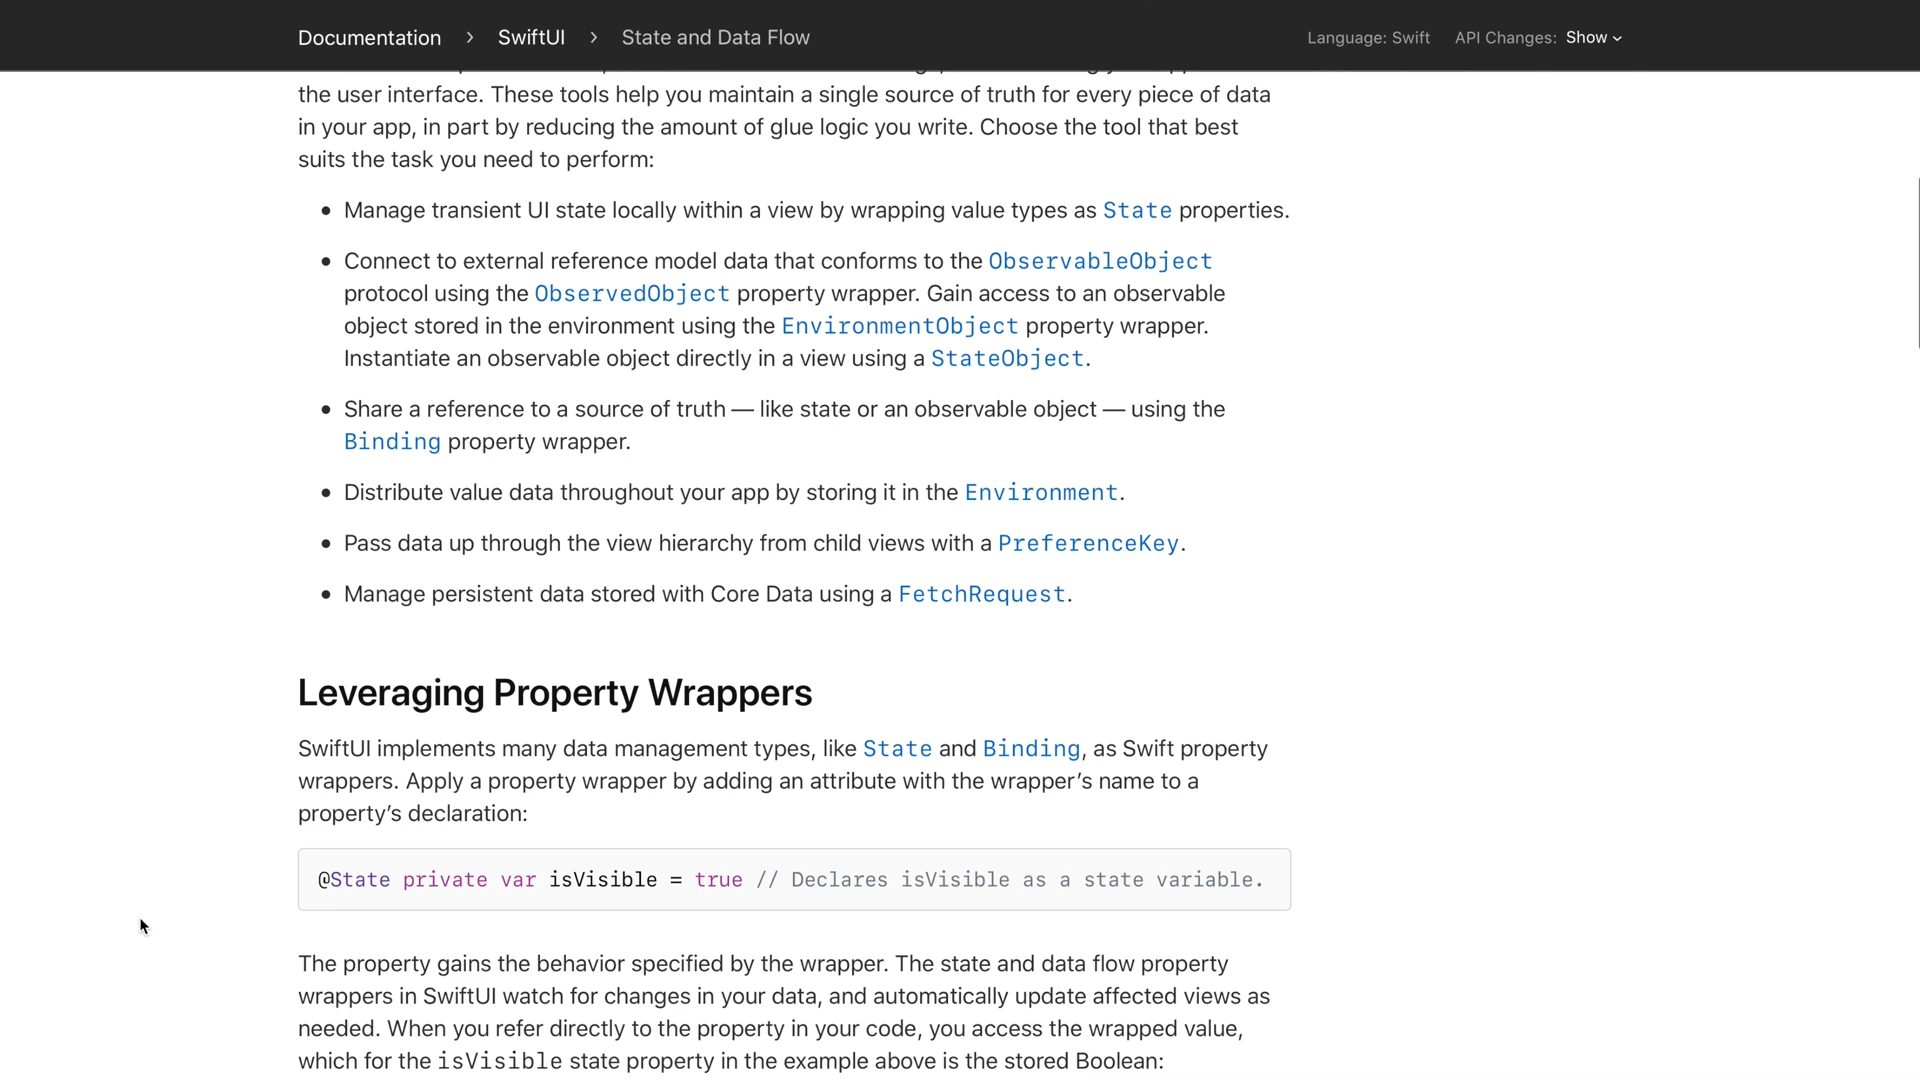 Documentation > SwiftUI > State and Data Flow Language: Swift API Changes: Show
the user interface. These tools help you maintain a single source of truth for every piece of data
in your app, in part by reducing the amount of glue logic you write. Choose the tool that best
suits the task you need to perform:
• Manage transient UI state locally within a view by wrapping value types as State properties.
• Connect to external reference model data that conforms to the ObservableObject
protocol using the ObservedObject property wrapper. Gain access to an observable
object stored in the environment using the EnvironmentObject property wrapper.
Instantiate an observable object directly in a view using a StateObject.
• Share a reference to a source of truth — like state or an observable object — using the
Binding property wrapper.
• Distribute value data throughout your app by storing it in the Environment.
• Pass data up through the view hierarchy from child views with a PreferenceKey.
• Manage persistent data stored with Core Data using a FetchRequest.
Leveraging Property Wrappers
SwiftUI implements many data management types, like State and Binding, as Swift property
wrappers. Apply a property wrapper by adding an attribute with the wrapper’s name to a
property’s declaration:
@State private var isVisible = true // Declares isVisible as a state variable.
The property gains the behavior specified by the wrapper. The state and data flow property
wrappers in SwiftUI watch for changes in your data, and automatically update affected views as
needed. When you refer directly to the property in your code, you access the wrapped value,
which for the isVisible state property in the example above is the stored Boolean: